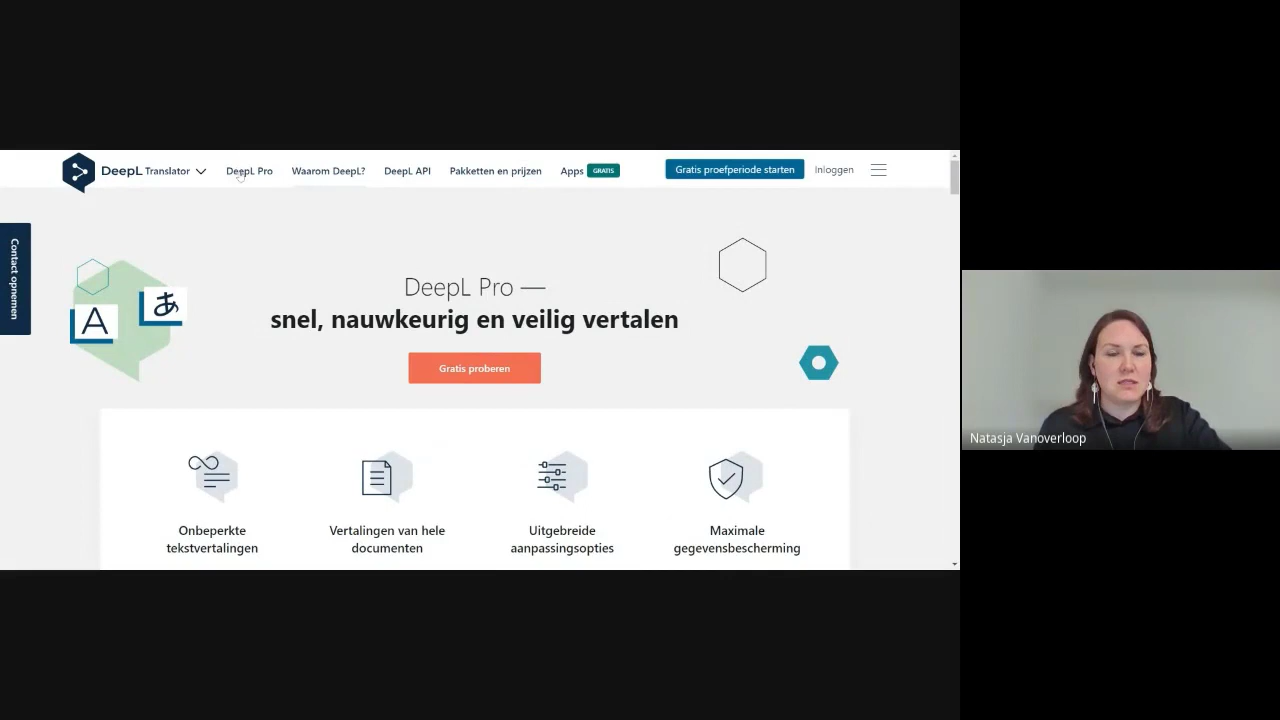 DeepL Translator
DeepL Pro
Waarom DeepL?
DeepL API
Pakketten en prijzen
Apps
GRATIS
Gratis proefperiode starten
Inloggen
Contact opnemen
A
あ
DeepL Pro —
snel, nauwkeurig en veilig vertalen
Gratis proberen
Onbeperkte
tekstvertalingen
Vertalingen van hele
documenten
Uitgebreide
aanpassingsopties
Maximale
gegevensbescherming
Natasja Vanoverloop